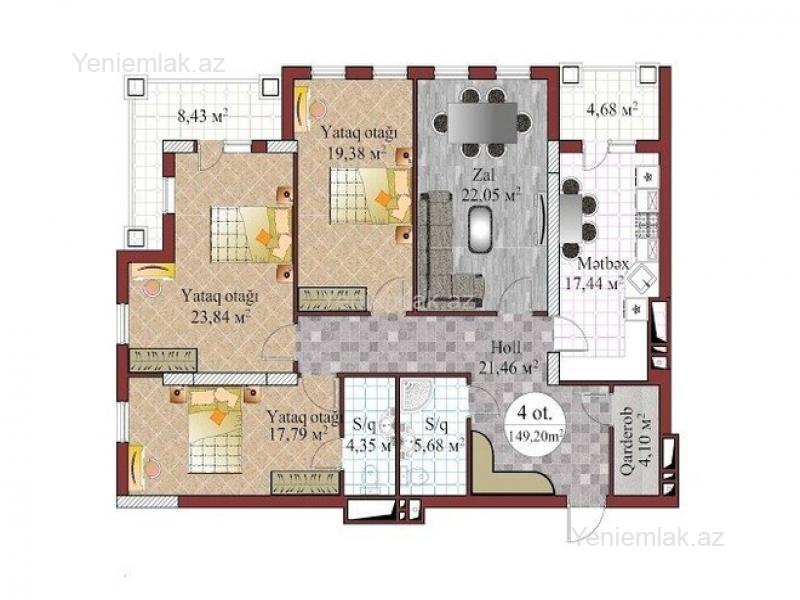 Yeniemlak.az
8,43 м²
4,68 м²
Yataq otağı
19,38 м²
Zal
22,05 м²
Mətbəx
17,44 м²
Yataq otağı
23,84 м²
Holl
21,46 м²
Yataq otağı
17,79 м²
S/q
4,35 м²
S/q
5,68 м²
4 ot.
149,20м²
Qarderob
4,10 м²
Yeniemlak.az